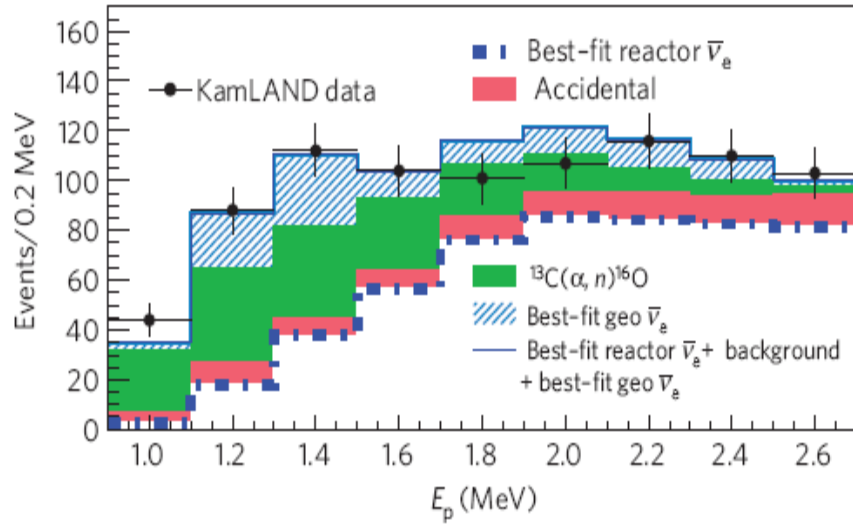 160
140
120
100
80
60
40
20
0
Events/0.2 MeV
KamLAND data
Best-fit reactor ν̅ₑ
Accidental
¹³C(α, n)¹⁶O
Best-fit geo ν̅ₑ
Best-fit reactor ν̅ₑ+ background
+ best-fit geo ν̅ₑ
1.0 1.2 1.4 1.6 1.8 2.0 2.2 2.4 2.6
Eₚ (MeV)